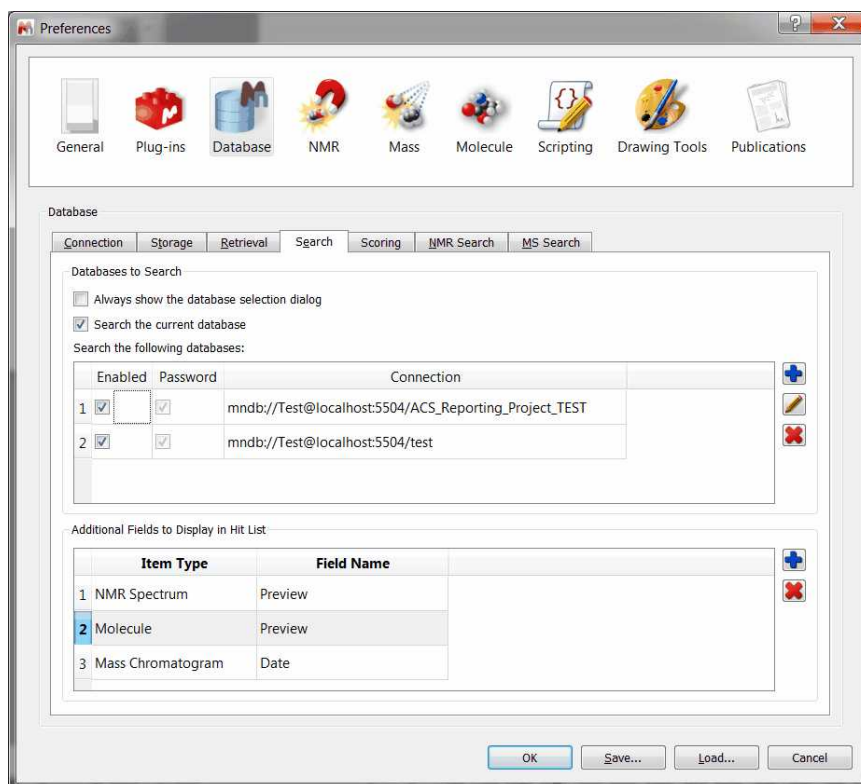 Preferences
General Plug-ins Database NMR Mass Molecule Scripting Drawing Tools Publications
Database
Connection Storage Retrieval Search Scoring NMR Search MS Search
Databases to Search
Always show the database selection dialog
Search the current database
Search the following databases:
Enabled Password Connection
1 mndb://Test@localhost:5504/ACS_Reporting_Project_TEST
2 mndb://Test@localhost:5504/test
Additional Fields to Display in Hit List
Item Type Field Name
1 NMR Spectrum Preview
2 Molecule Preview
3 Mass Chromatogram Date
OK Save... Load... Cancel